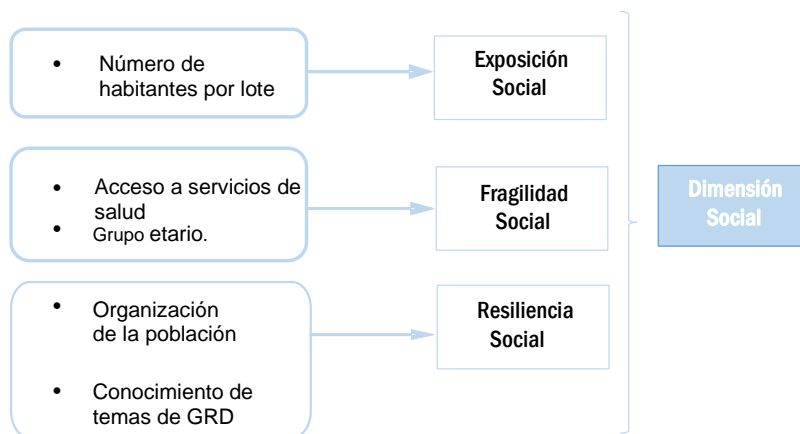 • Número de
habitantes por lote
Exposición
Social
• Acceso a servicios de
salud
• Grupo etario.
Fragilidad
Social
Dimensión
Social
• Organización
de la población
• Conocimiento de
temas de GRD
Resiliencia
Social